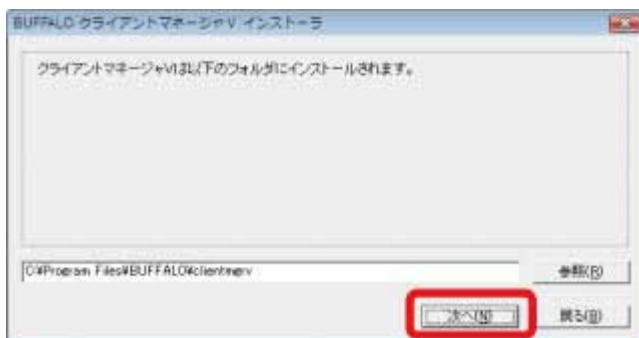 BUFFALO クライアントマネージャV インストーラ
クライアントマネージャVは以下のフォルダにインストールされます。
C:¥Program Files¥BUFFALO¥clientmgrv
参照(R)
次へ(N)
戻る(B)